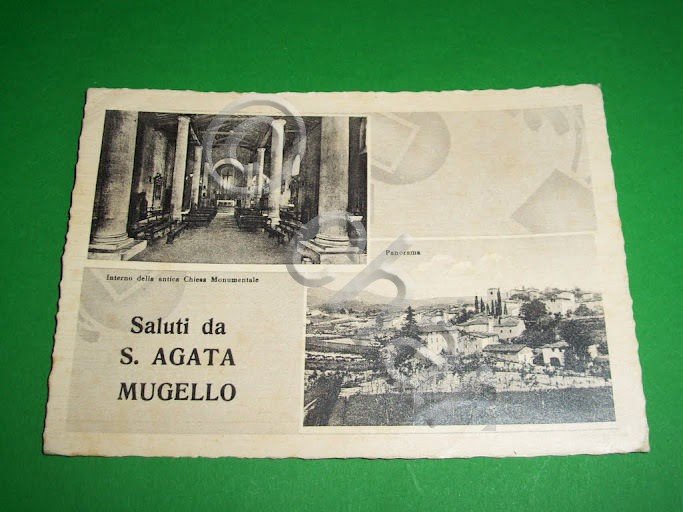 Interno della antica Chiesa Monumentale
Panorama
Saluti da
S. AGATA
MUGELLO